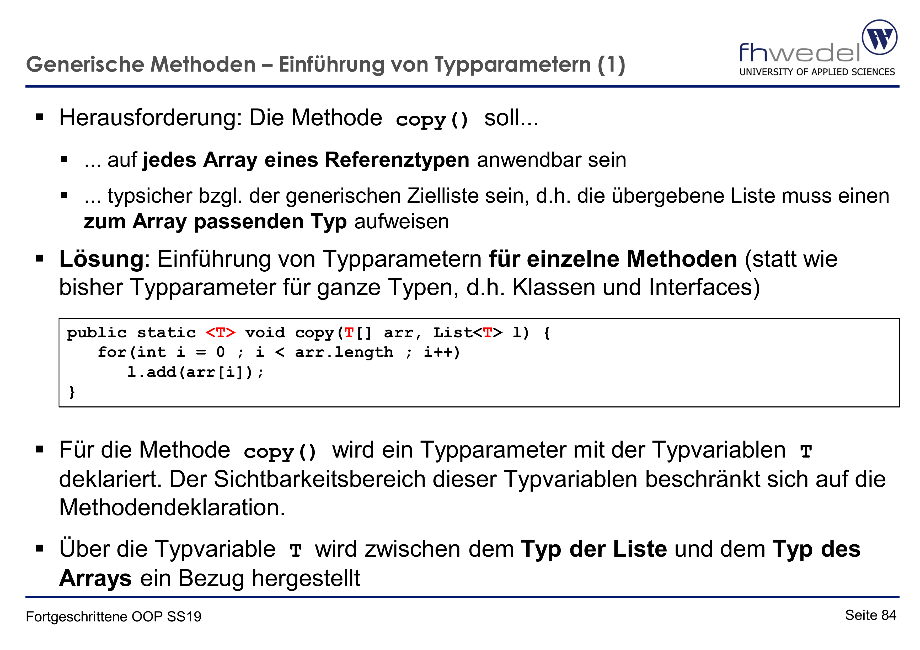 Generische Methoden – Einführung von Typparametern (1)
fhwedel
UNIVERSITY OF APPLIED SCIENCES
▪ Herausforderung: Die Methode copy() soll...
▪ ... auf jedes Array eines Referenztypen anwendbar sein
▪ ... typsicher bzgl. der generischen Zielliste sein, d.h. die übergebene Liste muss einen
zum Array passenden Typ aufweisen
▪ Lösung: Einführung von Typparametern für einzelne Methoden (statt wie
bisher Typparameter für ganze Typen, d.h. Klassen und Interfaces)
public static <T> void copy(T[] arr, List<T> l) {
for(int i = 0 ; i < arr.length ; i++)
l.add(arr[i]);
}
▪ Für die Methode copy() wird ein Typparameter mit der Typvariablen T
deklariert. Der Sichtbarkeitsbereich dieser Typvariablen beschränkt sich auf die
Methodendeklaration.
▪ Über die Typvariable T wird zwischen dem Typ der Liste und dem Typ des
Arrays ein Bezug hergestellt
Fortgeschrittene OOP SS19
Seite 84